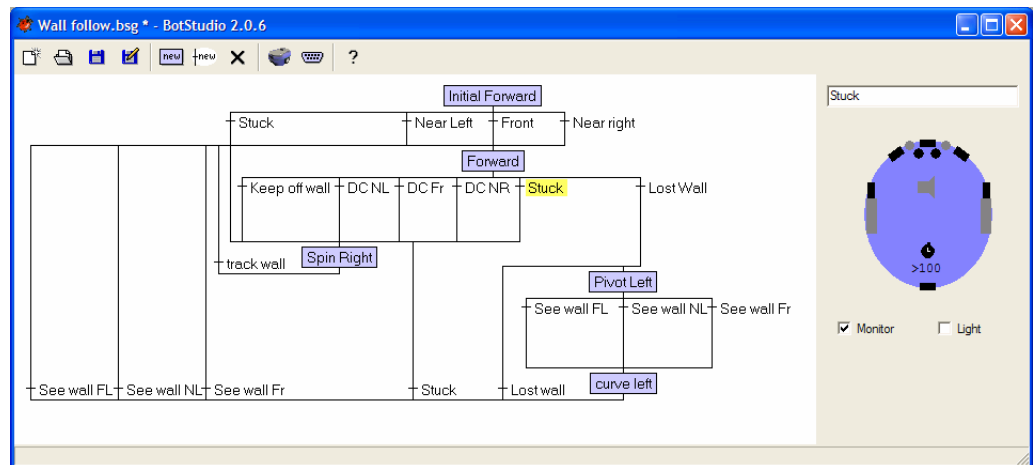 Wall follow.bsg * - BotStudio 2.0.6
new new ?
Initial Forward
Stuck
Stuck Near Left Front Near right
Forward
Keep off wall DC NL DC Fr DC NR Stuck Lost Wall
track wall Spin Right
>100
Pivot Left
See wall FL See wall NL See wall Fr
Monitor Light
See wall FL See wall NL See wall Fr Stuck Lost wall curve left